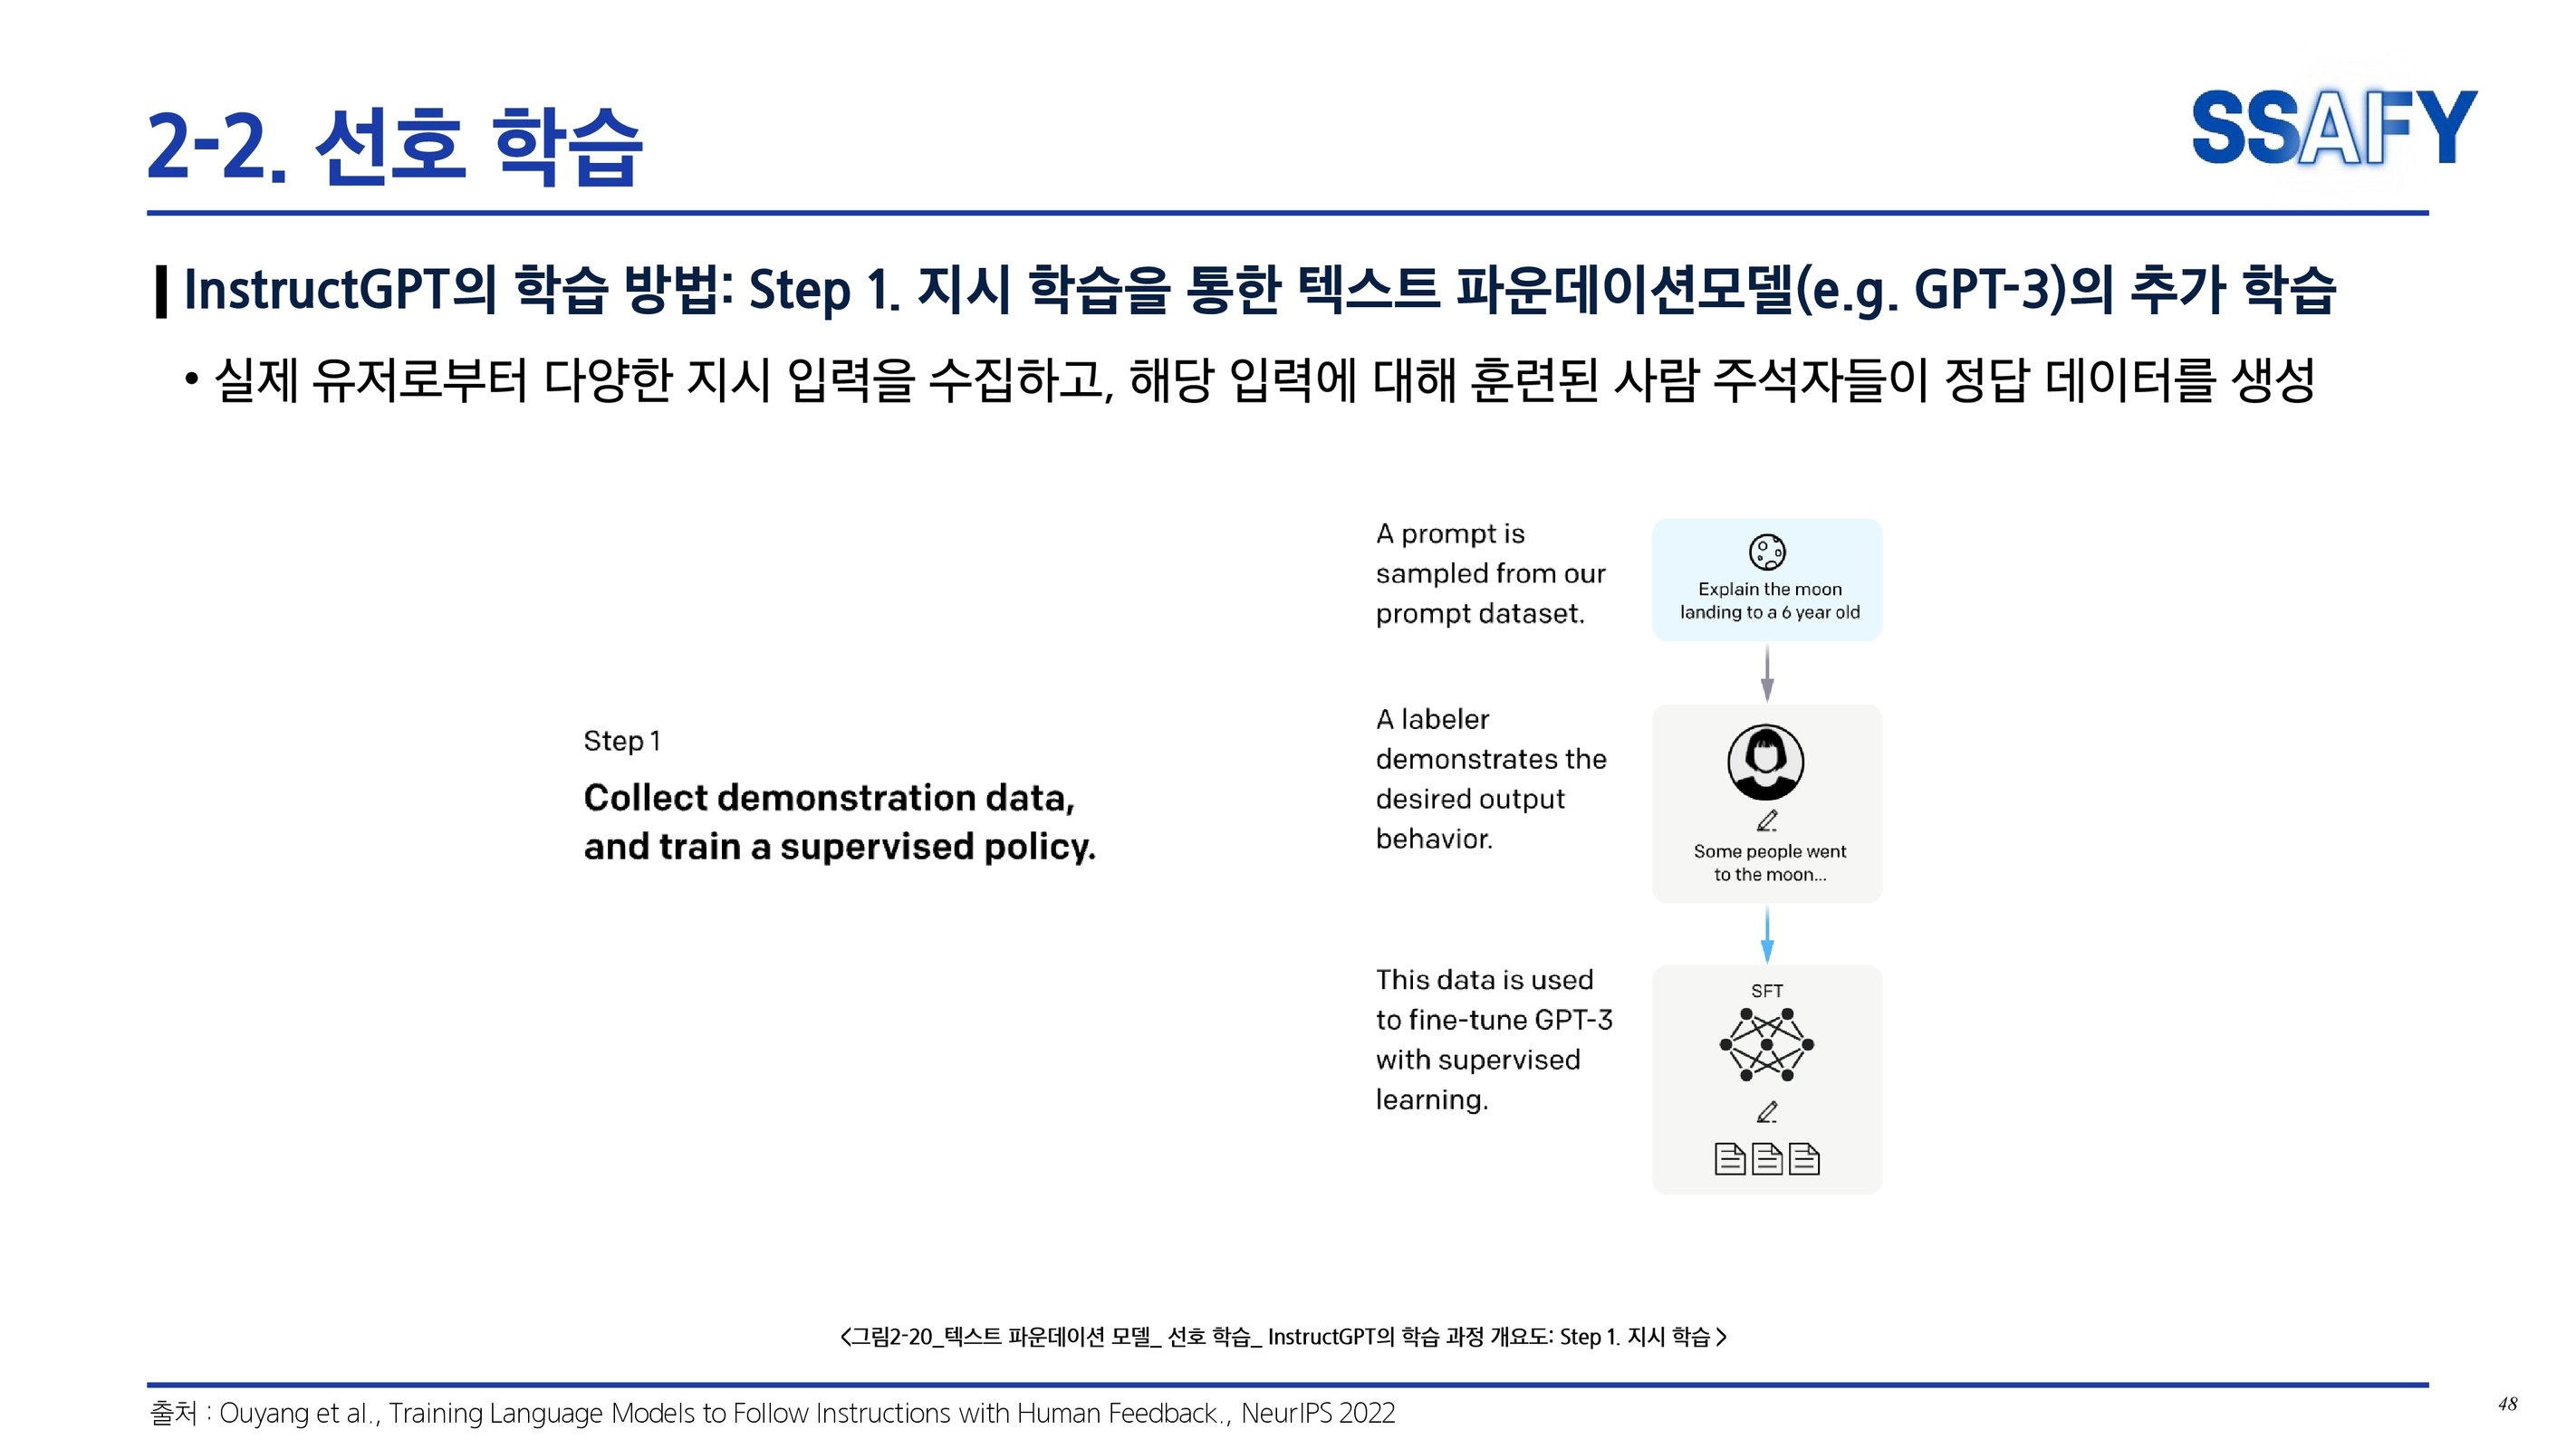 2-2. 선호 학습
SSAFY
InstructGPT의 학습 방법: Step 1. 지시 학습을 통한 텍스트 파운데이션모델(e.g. GPT-3)의 추가 학습
• 실제 유저로부터 다양한 지시 입력을 수집하고, 해당 입력에 대해 훈련된 사람 주석자들이 정답 데이터를 생성
Step 1
Collect demonstration data,
and train a supervised policy.
A prompt is
sampled from our
prompt dataset.
Explain the moon
landing to a 6 year old
A labeler
demonstrates the
desired output
behavior.
Some people went
to the moon...
This data is used
to fine-tune GPT-3
with supervised
learning.
SFT
<그림2-20_텍스트 파운데이션 모델_ 선호 학습_ InstructGPT의 학습 과정 개요도: Step 1. 지시 학습 >
출처 : Ouyang et al., Training Language Models to Follow Instructions with Human Feedback., NeurIPS 2022
48